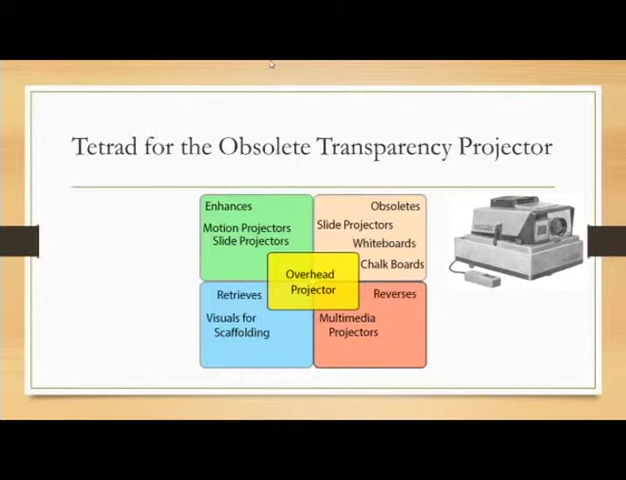 Tetrad for the Obsolete Transparency Projector
Enhances
Motion Projectors
Slide Projectors
Obsoletes
Slide Projectors
Whiteboards
Chalk Boards
Overhead
Projector
Retrieves
Visuals for
Scaffolding
Reverses
Multimedia
Projectors